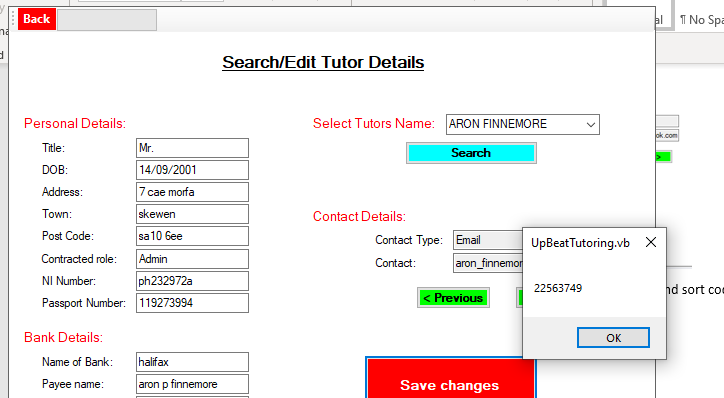 Back
Search/Edit Tutor Details
Personal Details:
Title: Mr.
DOB: 14/09/2001
Address: 7 cae morfa
Town: skewen
Post Code: sa10 6ee
Contracted role: Admin
NI Number: ph232972a
Passport Number: 119273994
Bank Details:
Name of Bank: halifax
Payee name: aron p finnemore
Select Tutors Name: ARON FINNEMORE
Search
Contact Details:
Contact Type: Email
Contact: aron_finnemor
< Previous
Save changes
UpBeatTutoring.vb
22563749
OK
¶ No Spa
ok.com
>
nd sort co